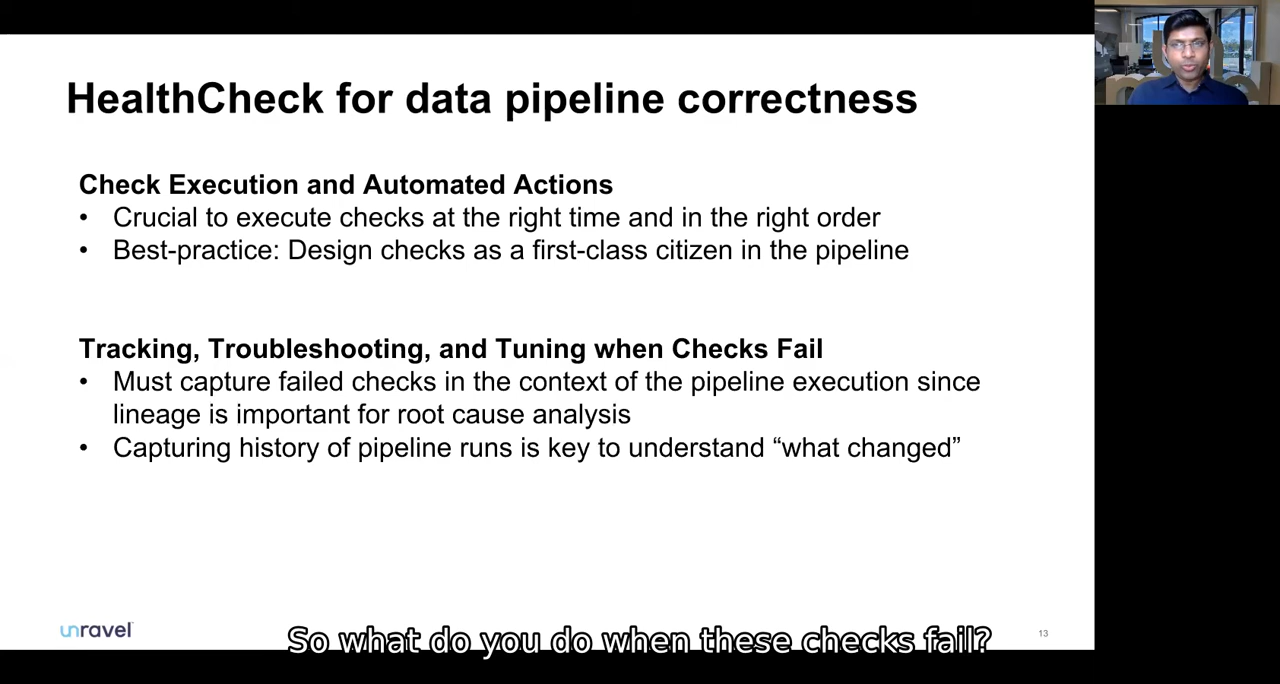 HealthCheck for data pipeline correctness
Check Execution and Automated Actions
• Crucial to execute checks at the right time and in the right order
• Best-practice: Design checks as a first-class citizen in the pipeline
Tracking, Troubleshooting, and Tuning when Checks Fail
• Must capture failed checks in the context of the pipeline execution since
lineage is important for root cause analysis
• Capturing history of pipeline runs is key to understand “what changed”
unravel
13
So what do you do when these checks fail?